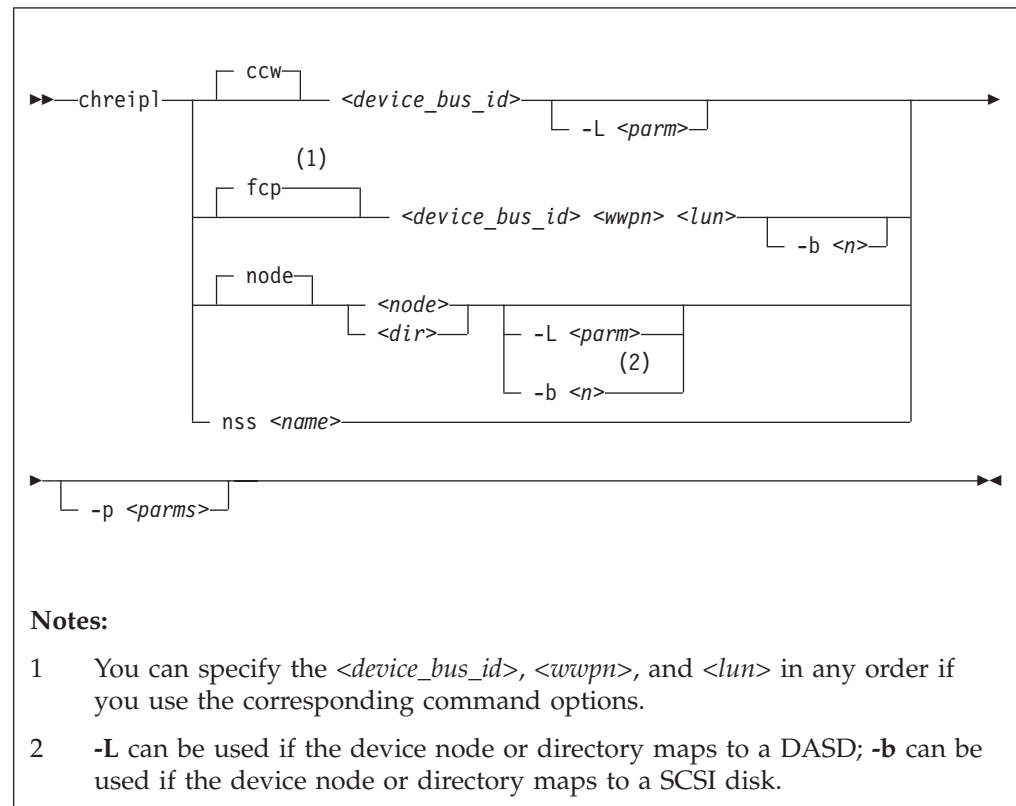 ccw
chreipl <device_bus_id>
-L <parm>
(1)
fcp
<device_bus_id> <wwpn> <lun>
-b <n>
node
<node>
<dir> -L <parm>
(2)
-b <n>
nss <name>
-p <parms>
Notes:
1 You can specify the <device_bus_id>, <wwpn>, and <lun> in any order if
you use the corresponding command options.
2 -L can be used if the device node or directory maps to a DASD; -b can be
used if the device node or directory maps to a SCSI disk.